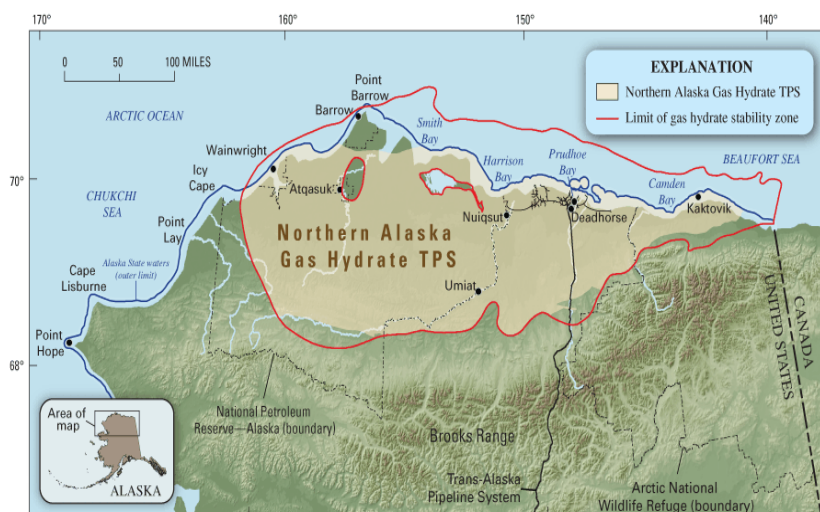 170°
160°
150°
140°
0
50
100 MILES
EXPLANATION
Northern Alaska Gas Hydrate TPS
Limit of gas hydrate stability zone
Point
Barrow
Barrow
ARCTIC OCEAN
Smith
Bay
Wainwright
Harrison
Bay
Prudhoe
Bay
BEAUFORT SEA
Icy
Cape
70°
70°
Atqasuk
Camden
Bay
Kaktovik
CHUKCHI
SEA
Nuiqsut
Deadhorse
Point
Lay
Northern Alaska
Gas Hydrate TPS
Alaska State waters
(outer limit)
Cape
Lisburne
Umiat
Point
Hope
CANADA
UNITED STATES
68°
68°
National Petroleum
Reserve—Alaska (boundary)
Area of
map
ALASKA
Brooks Range
Trans-Alaska
Pipeline System
Arctic National
Wildlife Refuge (boundary)